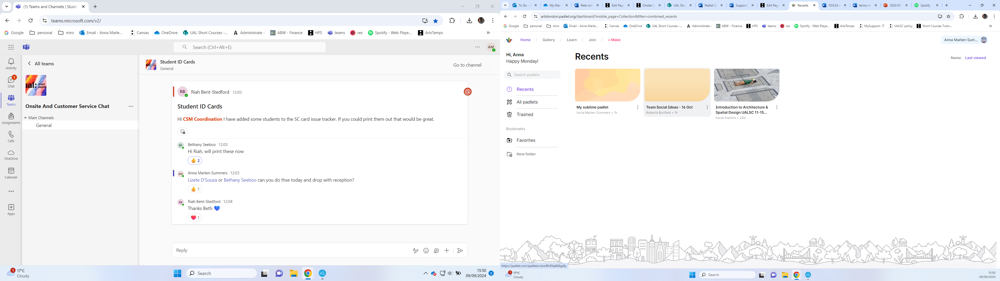 (1) Teams and Channels | Stude
teams.microsoft.com/v2/
Google personal miro Email - Anna Marle... Canvas OneDrive UAL Short Courses -... Administrate - ABW - Finance HPS teams rex Spotify - Web Playe... ArtsTemps
Search (Ctrl+Alt+E)
AM
Activity
Chat
1
Teams
Assignments
Calls
OneDrive
Calendar
Apps
All teams
Onsite And Customer Service Chat
Main Channels
General
Student ID Cards
General
Go to channel
RB
Riah Bent-Stedford 12:03
Student ID Cards
Hi CSM Coordination I have added some students to the SC card issue tracker. If you could print them out that would be great.
BS
Bethany Seeboo 12:03
Hi Riah, will print these now
2
AM
Anna Marlen-Summers 12:03
Lizete D'Souza or Bethany Seeboo can you do thse today and drop with reception?
1
RB
Riah Bent-Stedford 12:04
Thanks Beth 💙
1
Reply
1
17°C
Cloudy
Search
15:50
09/09/2024
9
To Do - My files Pete roll Edit Page Onsite C UAL Sho Padlet Q Support Edit Page Recents 10.9.24.d terms of 2024 09 Spotify -
artslondon.padlet.org/dashboard?mobile_page=Collection&filter=combined_recents
Google personal miro Email - Anna Marle... Canvas OneDrive UAL Short Courses -... Administrate - ABW - Finance HPS teams rex Spotify - Web Playe... ArtsTemps MySupport- IT UALSC policy Short Courses Tutor...
Home / Gallery / Learn / Join / + Make
Anna Marlen-Sum...
Hi, Anna
Happy Monday!
Search padlets
Recents
All padlets
Trashed
Bookmarks
Favorites
New folder
Recents
Name Last viewed
My sublime padlet
Anna Marlen-Summers • 1h
Team Social Ideas - 16 Oct
Roberta Bonfield • 1h
Introduction to Architecture &
Spatial Design UALSC 11-15...
Sarah Harkins • 23d
https://padlet.com/padlets/wbw9fr45q4k9qp8y
1
17°C
Cloudy
Search
15:50
09/09/2024